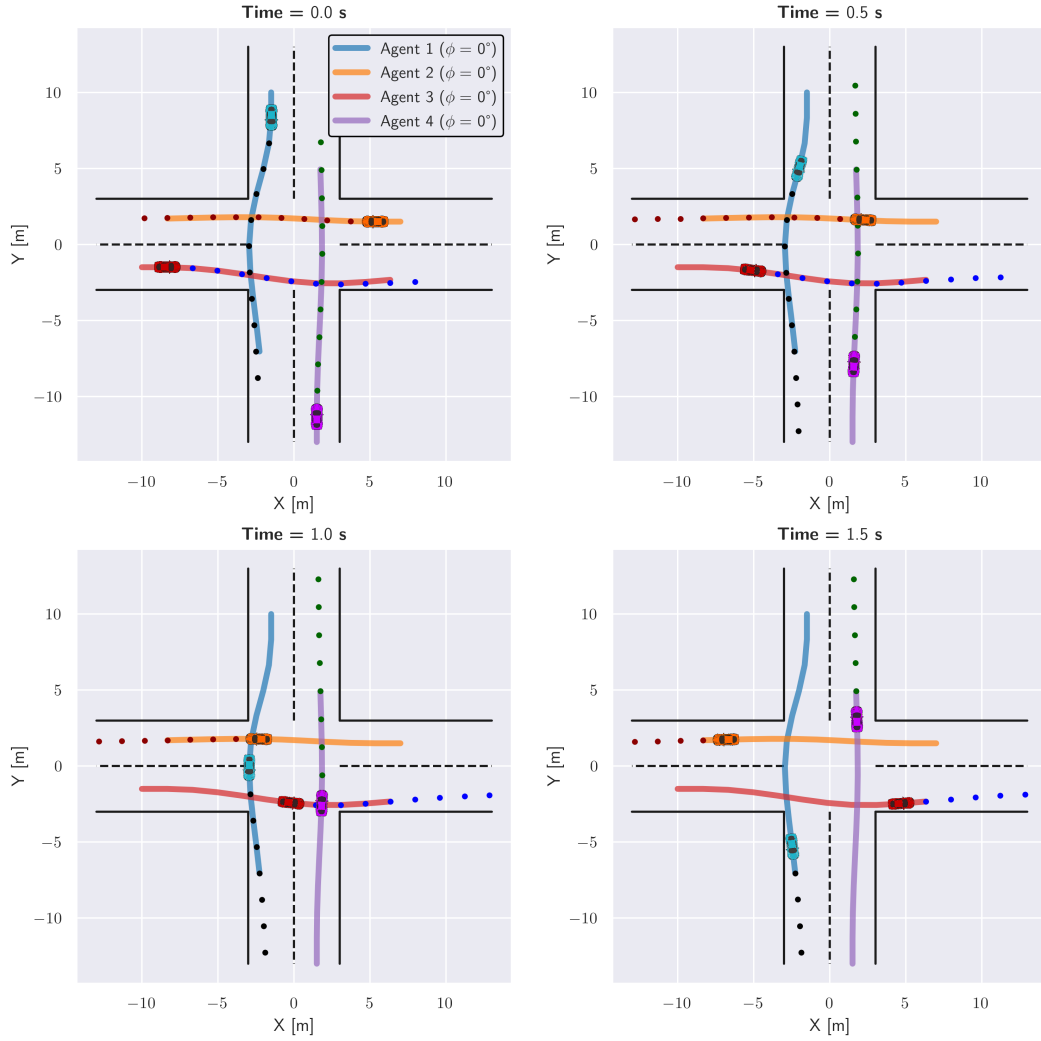 Time = 0.0 s
Time = 0.5 s
Agent 1 (ϕ = 0°)
Agent 2 (ϕ = 0°)
Agent 3 (ϕ = 0°)
Agent 4 (ϕ = 0°)
10
5
0
−5
−10
Y [m]
−10 −5 0 5 10
X [m]
10
5
0
−5
−10
Y [m]
−10 −5 0 5 10
X [m]
Time = 1.0 s
Time = 1.5 s
10
5
0
−5
−10
Y [m]
−10 −5 0 5 10
X [m]
10
5
0
−5
−10
Y [m]
−10 −5 0 5 10
X [m]